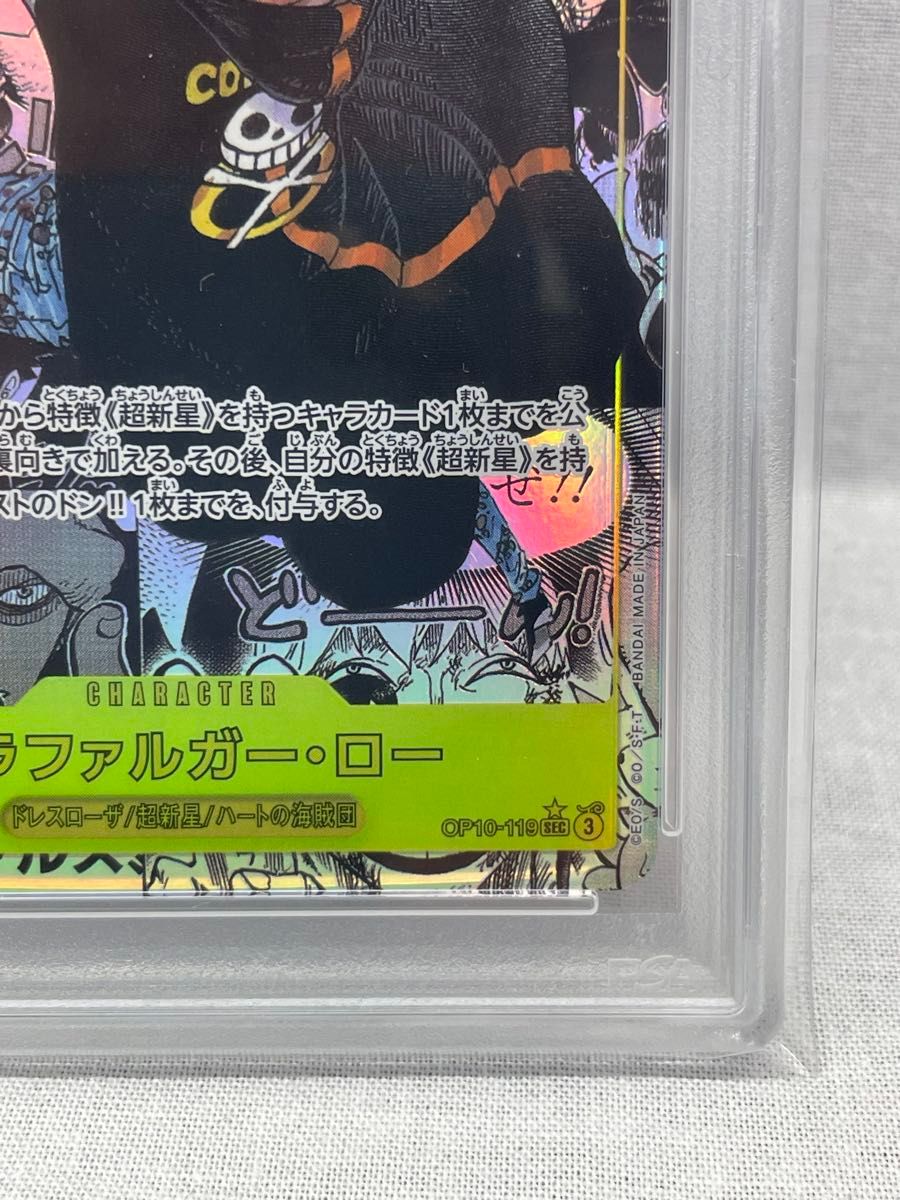 CO
から特徴《超新星》を持つキャラカード1枚までを公
裏向きで加える。その後、自分の特徴《超新星》を持
ストのドン!! 1枚までを、付与する。
ぜ!!
どーん!
CHARACTER
ラファルガー・ロー
ドレスローザ/超新星/ハートの海賊団
OP10-119 SEC 3
©E.O/S. ©O/S･F･T BANDAI MADE IN JAPAN
PSA